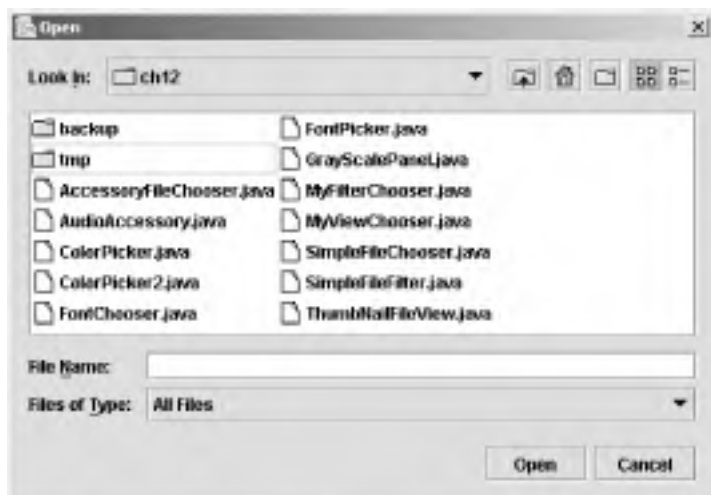 Open
Look In: ch12
backup
tmp
AccessoryFileChooser.java
AudioAccessory.java
ColorPicker.java
ColorPicker2.java
FontChooser.java
FontPicker.java
GrayScalePanel.java
MyFilterChooser.java
MyViewChooser.java
SimpleFileChooser.java
SimpleFileFilter.java
ThumbNailFileView.java
File Name:
Files of Type: All Files
Open Cancel